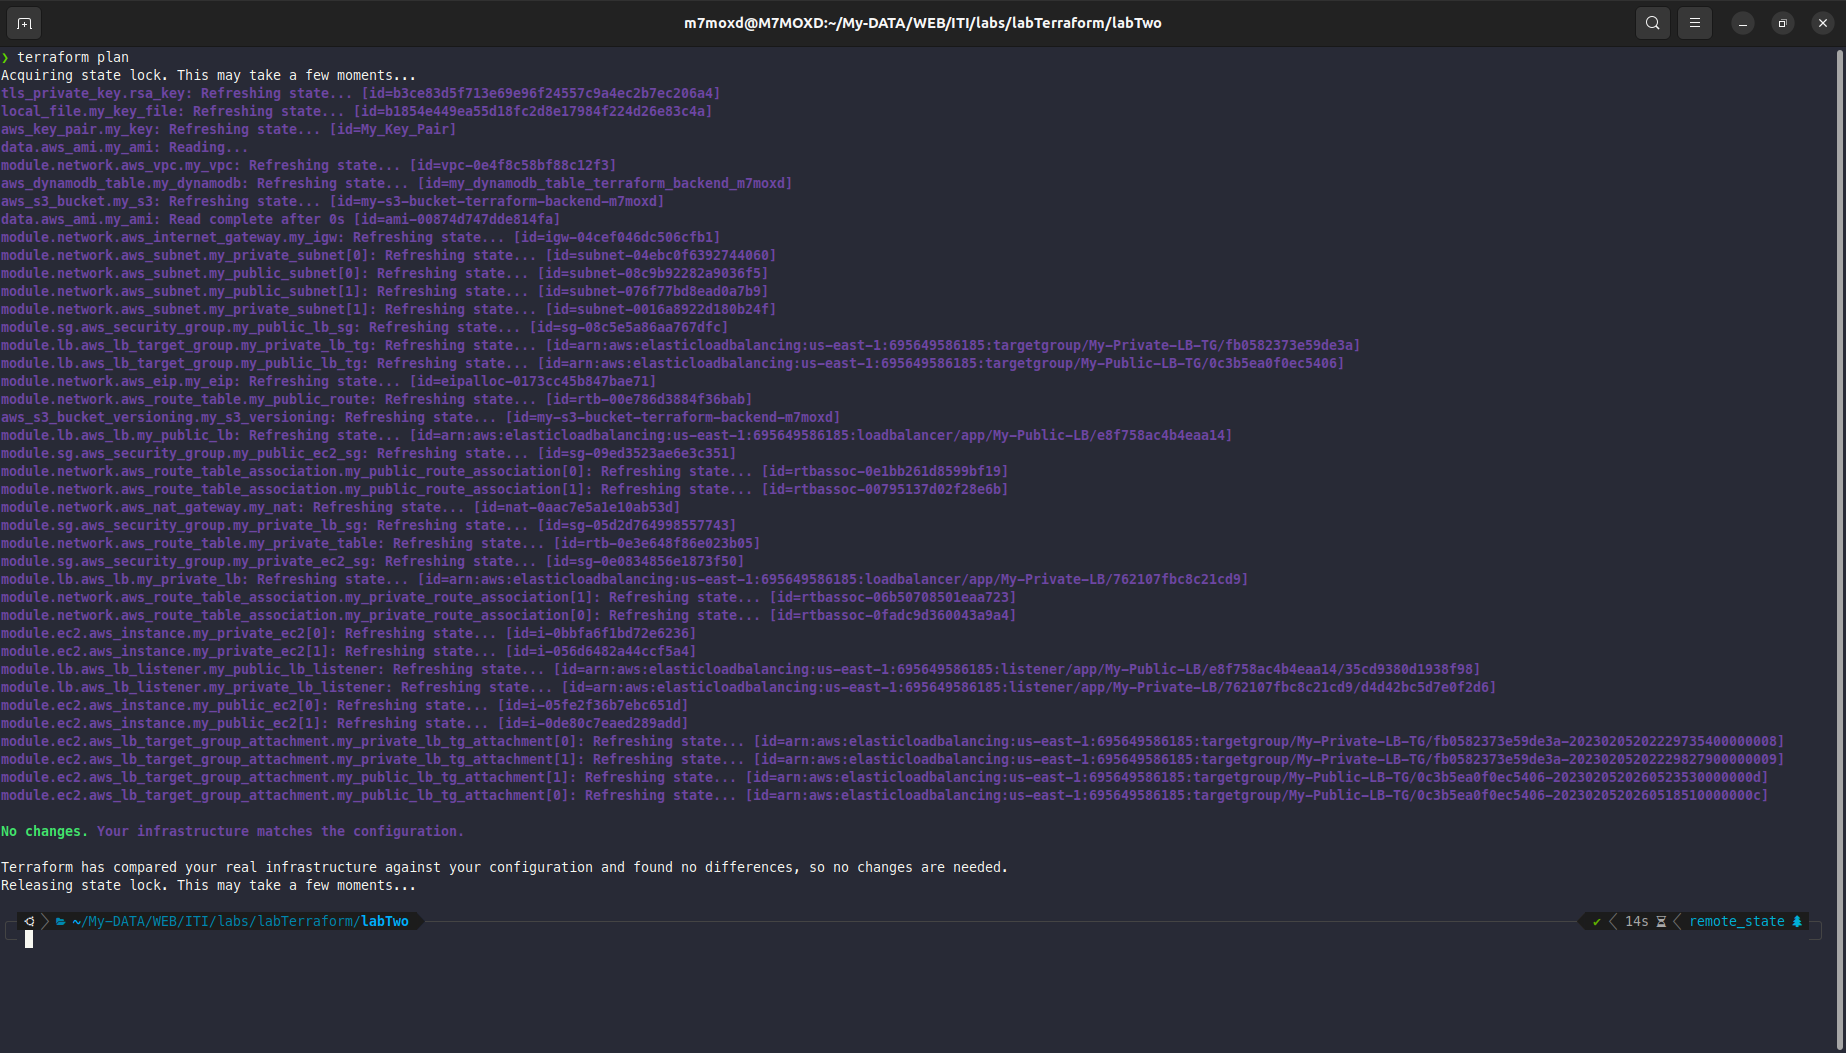 m7moxd@M7MOXD:~/My-DATA/WEB/ITI/labs/labTerraform/labTwo
❯ terraform plan
Acquiring state lock. This may take a few moments...
tls_private_key.rsa_key: Refreshing state... [id=b3ce83d5f713e69e96f24557c9a4ec2b7ec206a4]
local_file.my_key_file: Refreshing state... [id=b1854e449ea55d18fc2d8e17984f224d26e83c4a]
aws_key_pair.my_key: Refreshing state... [id=My_Key_Pair]
data.aws_ami.my_ami: Reading...
module.network.aws_vpc.my_vpc: Refreshing state... [id=vpc-0e4f8c58bf88c12f3]
aws_dynamodb_table.my_dynamodb: Refreshing state... [id=my_dynamodb_table_terraform_backend_m7moxd]
aws_s3_bucket.my_s3: Refreshing state... [id=my-s3-bucket-terraform-backend-m7moxd]
data.aws_ami.my_ami: Read complete after 0s [id=ami-00874d747dde814fa]
module.network.aws_internet_gateway.my_igw: Refreshing state... [id=igw-04cef046dc506cfb1]
module.network.aws_subnet.my_private_subnet[0]: Refreshing state... [id=subnet-04ebc0f6392744060]
module.network.aws_subnet.my_public_subnet[0]: Refreshing state... [id=subnet-08c9b92282a9036f5]
module.network.aws_subnet.my_public_subnet[1]: Refreshing state... [id=subnet-076f77bd8ead0a7b9]
module.network.aws_subnet.my_private_subnet[1]: Refreshing state... [id=subnet-0016a8922d180b24f]
module.sg.aws_security_group.my_public_lb_sg: Refreshing state... [id=sg-08c5e5a86aa767dfc]
module.lb.aws_lb_target_group.my_private_lb_tg: Refreshing state... [id=arn:aws:elasticloadbalancing:us-east-1:695649586185:targetgroup/My-Private-LB-TG/fb0582373e59de3a]
module.lb.aws_lb_target_group.my_public_lb_tg: Refreshing state... [id=arn:aws:elasticloadbalancing:us-east-1:695649586185:targetgroup/My-Public-LB-TG/0c3b5ea0f0ec5406]
module.network.aws_eip.my_eip: Refreshing state... [id=eipalloc-0173cc45b847bae71]
module.network.aws_route_table.my_public_route: Refreshing state... [id=rtb-00e786d3884f36bab]
aws_s3_bucket_versioning.my_s3_versioning: Refreshing state... [id=my-s3-bucket-terraform-backend-m7moxd]
module.lb.aws_lb.my_public_lb: Refreshing state... [id=arn:aws:elasticloadbalancing:us-east-1:695649586185:loadbalancer/app/My-Public-LB/e8f758ac4b4eaa14]
module.sg.aws_security_group.my_public_ec2_sg: Refreshing state... [id=sg-09ed3523ae6e3c351]
module.network.aws_route_table_association.my_public_route_association[0]: Refreshing state... [id=rtbassoc-0e1bb261d8599bf19]
module.network.aws_route_table_association.my_public_route_association[1]: Refreshing state... [id=rtbassoc-00795137d02f28e6b]
module.network.aws_nat_gateway.my_nat: Refreshing state... [id=nat-0aac7e5a1e10ab53d]
module.sg.aws_security_group.my_private_lb_sg: Refreshing state... [id=sg-05d2d764998557743]
module.network.aws_route_table.my_private_table: Refreshing state... [id=rtb-0e3e648f86e023b05]
module.sg.aws_security_group.my_private_ec2_sg: Refreshing state... [id=sg-0e0834856e1873f50]
module.lb.aws_lb.my_private_lb: Refreshing state... [id=arn:aws:elasticloadbalancing:us-east-1:695649586185:loadbalancer/app/My-Private-LB/762107fbc8c21cd9]
module.network.aws_route_table_association.my_private_route_association[1]: Refreshing state... [id=rtbassoc-06b50708501eaa723]
module.network.aws_route_table_association.my_private_route_association[0]: Refreshing state... [id=rtbassoc-0fadc9d360043a9a4]
module.ec2.aws_instance.my_private_ec2[0]: Refreshing state... [id=i-0bbfa6f1bd72e6236]
module.ec2.aws_instance.my_private_ec2[1]: Refreshing state... [id=i-056d6482a44ccf5a4]
module.lb.aws_lb_listener.my_public_lb_listener: Refreshing state... [id=arn:aws:elasticloadbalancing:us-east-1:695649586185:listener/app/My-Public-LB/e8f758ac4b4eaa14/35cd9380d1938f98]
module.lb.aws_lb_listener.my_private_lb_listener: Refreshing state... [id=arn:aws:elasticloadbalancing:us-east-1:695649586185:listener/app/My-Private-LB/762107fbc8c21cd9/d4d42bc5d7e0f2d6]
module.ec2.aws_instance.my_public_ec2[0]: Refreshing state... [id=i-05fe2f36b7ebc651d]
module.ec2.aws_instance.my_public_ec2[1]: Refreshing state... [id=i-0de80c7eaed289add]
module.ec2.aws_lb_target_group_attachment.my_private_lb_tg_attachment[0]: Refreshing state... [id=arn:aws:elasticloadbalancing:us-east-1:695649586185:targetgroup/My-Private-LB-TG/fb0582373e59de3a-20230205202229735400000008]
module.ec2.aws_lb_target_group_attachment.my_private_lb_tg_attachment[1]: Refreshing state... [id=arn:aws:elasticloadbalancing:us-east-1:695649586185:targetgroup/My-Private-LB-TG/fb0582373e59de3a-20230205202229827900000009]
module.ec2.aws_lb_target_group_attachment.my_public_lb_tg_attachment[1]: Refreshing state... [id=arn:aws:elasticloadbalancing:us-east-1:695649586185:targetgroup/My-Public-LB-TG/0c3b5ea0f0ec5406-2023020520260523530000000d]
module.ec2.aws_lb_target_group_attachment.my_public_lb_tg_attachment[0]: Refreshing state... [id=arn:aws:elasticloadbalancing:us-east-1:695649586185:targetgroup/My-Public-LB-TG/0c3b5ea0f0ec5406-2023020520260518510000000c]
No changes. Your infrastructure matches the configuration.
Terraform has compared your real infrastructure against your configuration and found no differences, so no changes are needed.
Releasing state lock. This may take a few moments...
~/My-DATA/WEB/ITI/labs/labTerraform/labTwo ✔ 14s remote_state